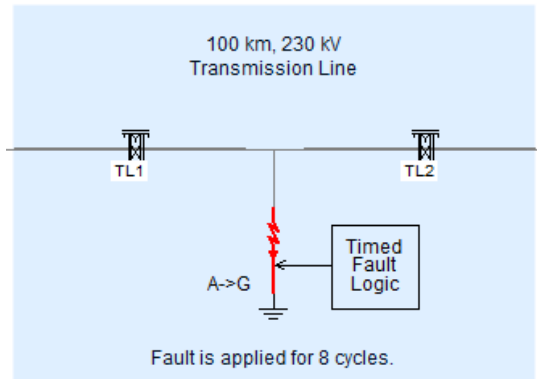 100 km, 230 kV
Transmission Line
TL1
TL2
Timed
Fault
Logic
A->G
Fault is applied for 8 cycles.